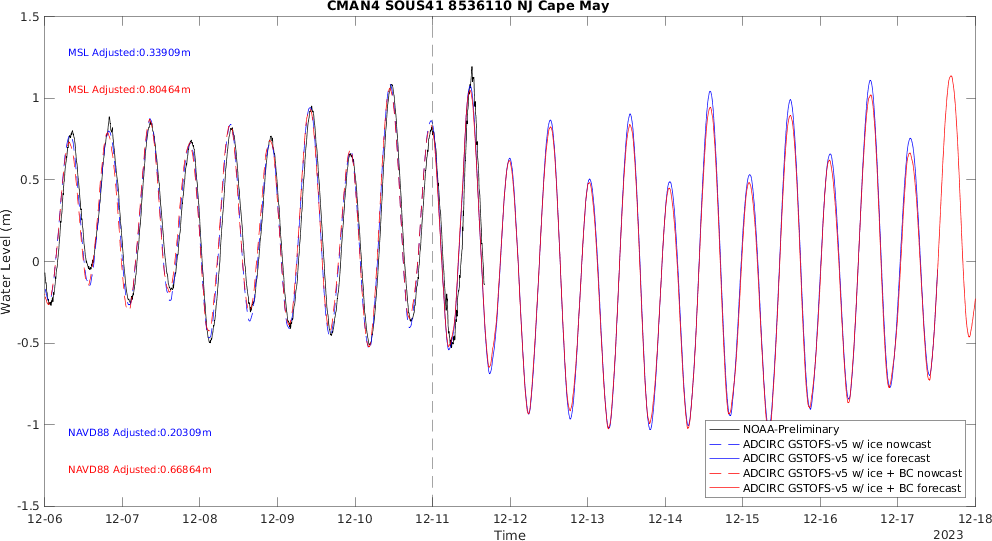 CMAN4 SOUS41 8536110 NJ Cape May
1.5
MSL Adjusted:0.33909m
MSL Adjusted:0.80464m
1
0.5
0
Water Level (m)
-0.5
-1
NAVD88 Adjusted:0.20309m
NAVD88 Adjusted:0.66864m
-1.5
NOAA-Preliminary
ADCIRC GSTOFS-v5 w/ ice nowcast
ADCIRC GSTOFS-v5 w/ ice forecast
ADCIRC GSTOFS-v5 w/ ice + BC nowcast
ADCIRC GSTOFS-v5 w/ ice + BC forecast
12-06 12-07 12-08 12-09 12-10 12-11 12-12 12-13 12-14 12-15 12-16 12-17 12-18
Time
2023